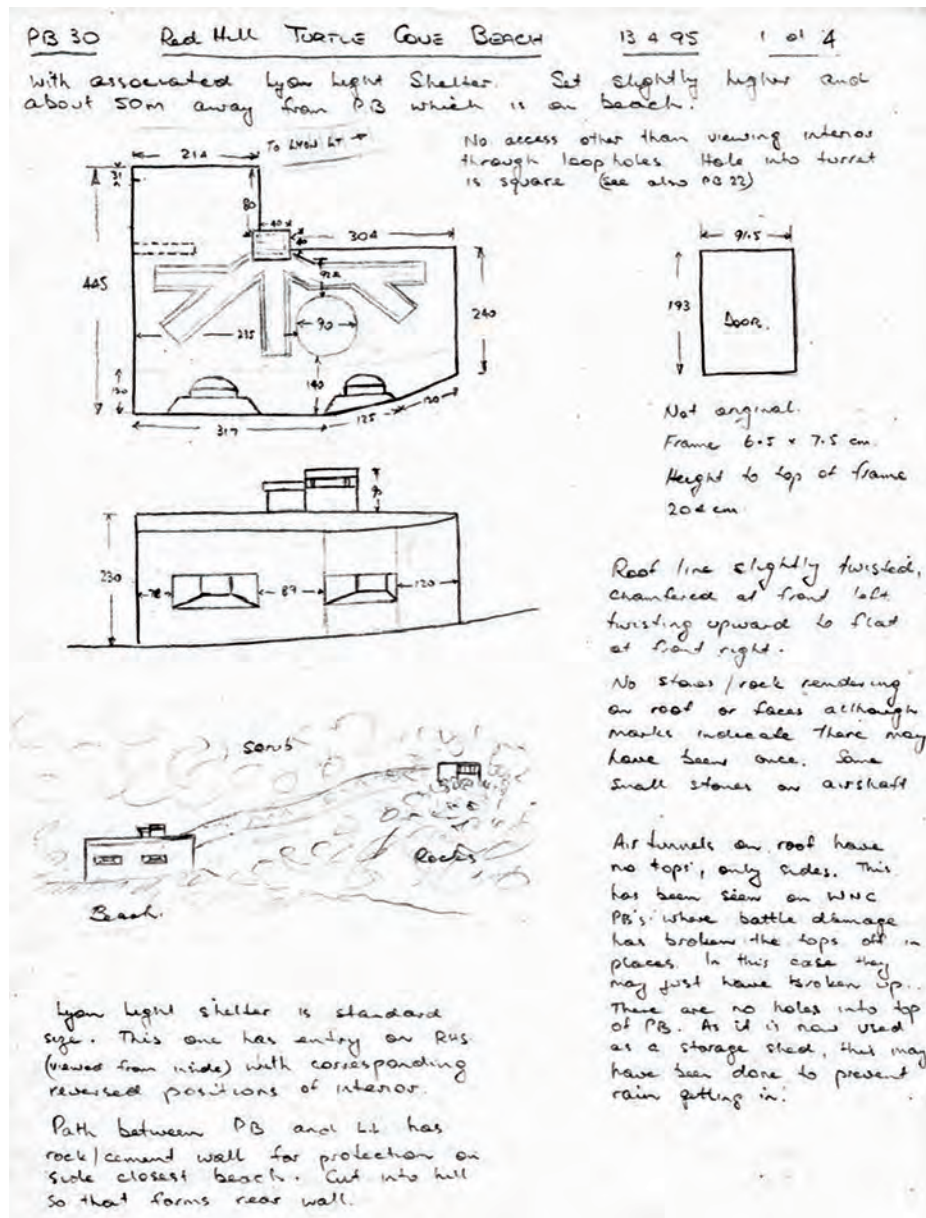 PB 30 Red Hill TURTLE COVE BEACH 13 4 95 1 of 4
with associated Lyon Light Shelter. Set slightly higher and
about 50m away from PB which is on beach.
No access other than viewing interior
through loopholes. Hole into turret
is square (see also PB 22)
TO LYON LT.
214
80
40
40
304
92
445
90
235
240
140
120
317
125
120
91.5
193
DOOR.
Not original.
Frame 6.5 x 7.5 cm.
Height to top of frame
204 cm.
90
230
78
87
120
Roof line slightly twisted,
chamfered at front left
twisting upward to flat
at front right.
No stones/rock rendering
on roof or faces although
marks indicate there may
have been once. Some
small stones on airshaft
scrub
Rocks
Beach.
Air tunnels on roof have
no 'tops', only sides. This
has been seen on WNC
PB's where battle damage
has broken the tops off in
places. In this case they
may just have broken up..
There are no holes into top
of PB. As it is now used
as a storage shed, this may
have been done to prevent
rain getting in.
Lyon Light shelter is standard
size. This one has entry on RHS
(viewed from inside) with corresponding
reversed positions of interior.
Path between PB and LL has
rock/cement wall for protection on
side closest beach. Cut into hill
so that forms rear wall.